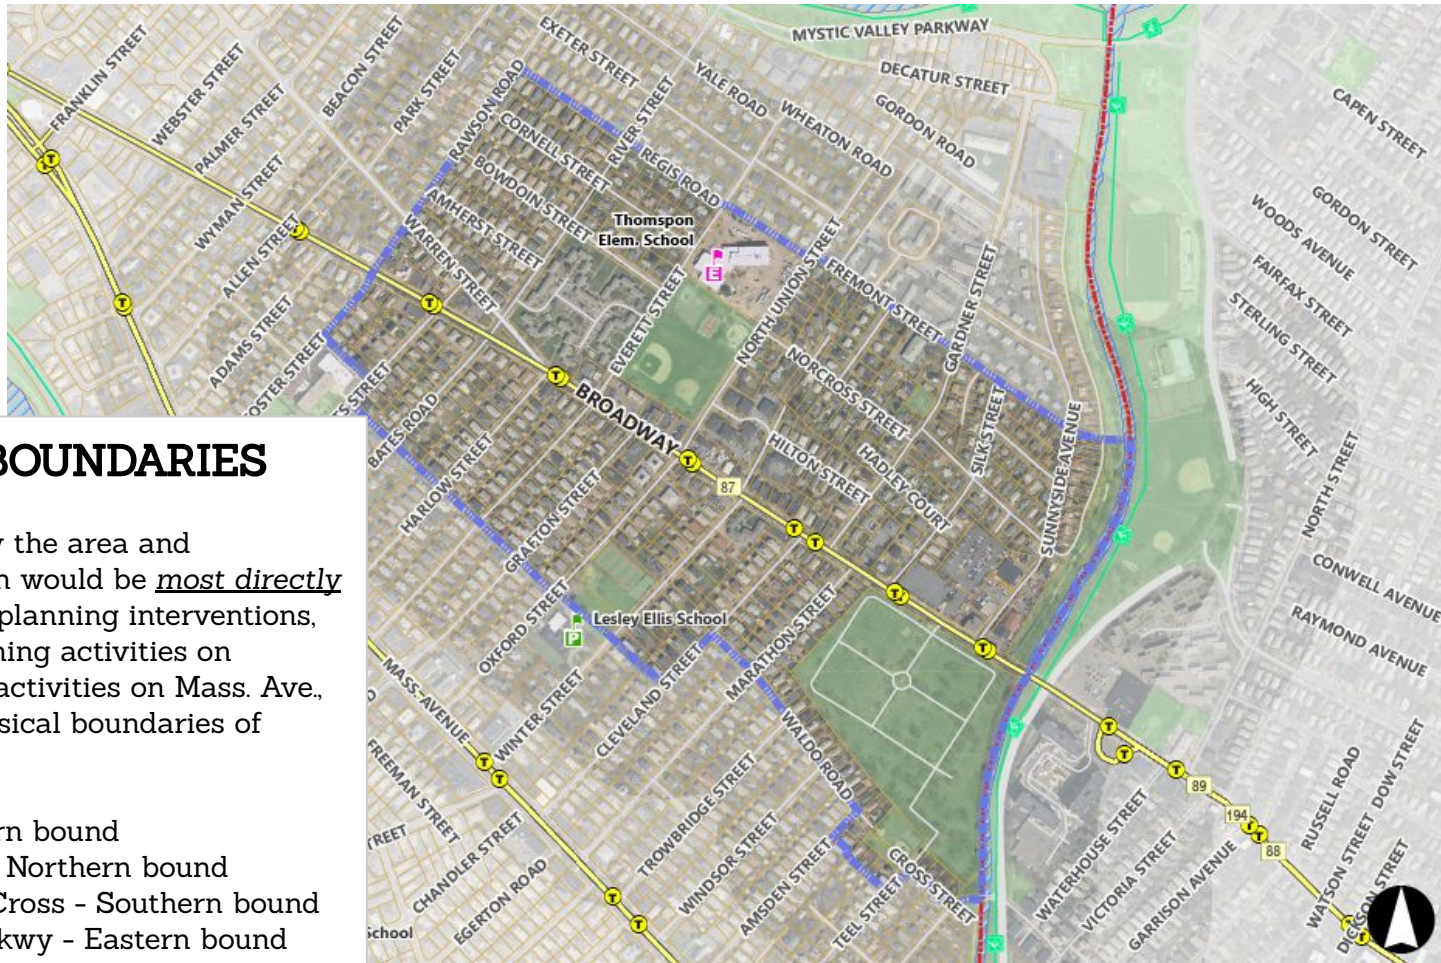 MYSTIC VALLEY PARKWAY
EXETER STREET
FRANKLIN STREET
WEBSTER STREET
BEACON STREET
PARK STREET
RAWSON ROAD
YALE ROAD
DECATUR STREET
CAPEN STREET
PALMER STREET
CORNELL STREET
RIVER STREET
WHEATON ROAD
GORDON ROAD
REGIS ROAD
WYMAN STREET
BOWDOIN STREET
AMHERST STREET
WOODS AVENUE
GORDON STREET
ALLEN STREET
WARREN STREET
Thomspon
Elem. School
E
NORTH UNION STREET
FREMONT STREET
GARDNER STREET
FAIRFAX STREET
STERLING STREET
ADAMS STREET
EVERETT STREET
FOSTER STREET
NORCROSS STREET
HIGH STREET
BATES ROAD
BROADWAY
87
SILK STREET
SUNNYSIDE AVENUE
NORTH STREET
HARLOW STREET
HILTON STREET
HADLEY COURT
GRAFTON STREET
CONWELL AVENUE
RAYMOND AVENUE
OXFORD STREET
Lesley Ellis School
P
MARATHON STREET
CLEVELAND STREET
MASS. AVENUE
WINTER STREET
WALDO ROAD
FREEMAN STREET
TROWBRIDGE STREET
RUSSELL ROAD
DOW STREET
89
194
88
CHANDLER STREET
WINDSOR STREET
WATERHOUSE STREET
VICTORIA STREET
GARRISON AVENUE
WATSON STREET
EGERTON ROAD
AMSDEN STREET
TEEL STREET
CROSS STREET
School
BOUNDARIES
the area and
would be most directly
planning interventions,
activities on
activities on Mass. Ave.,
boundaries of
bound
Northern bound
Cross - Southern bound
- Eastern bound